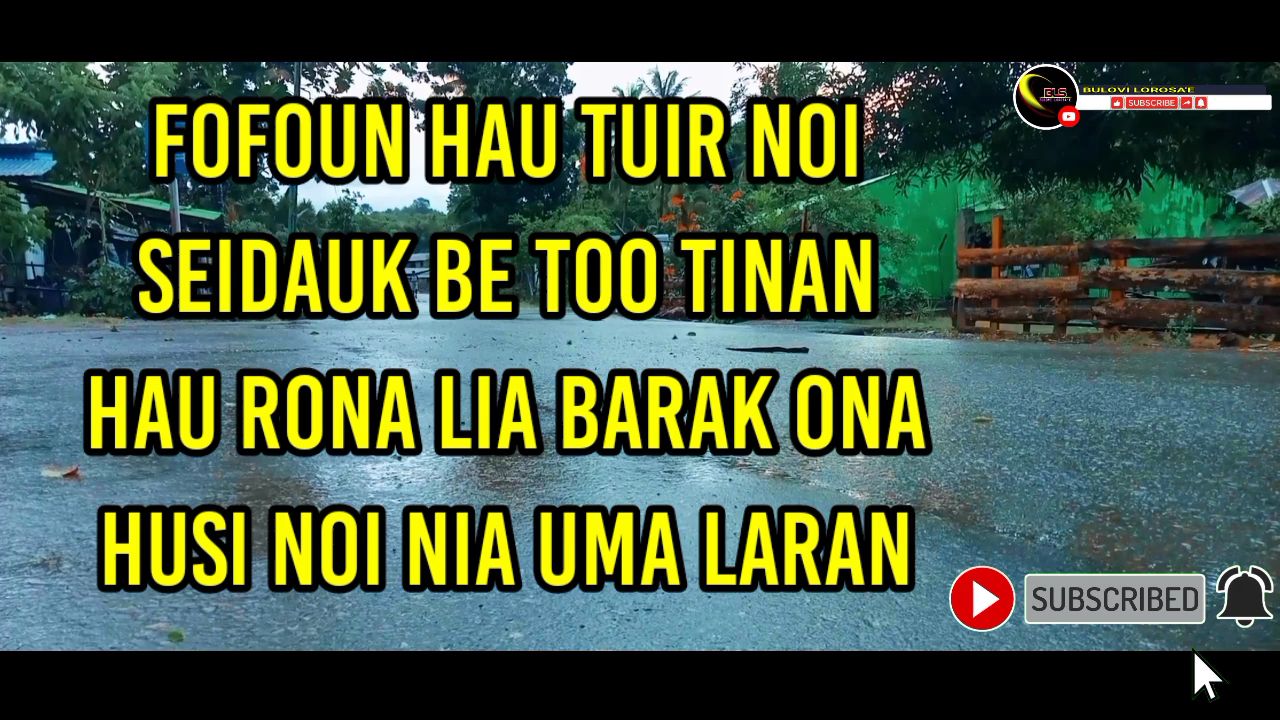 BULOVI LOROSA'E
SUBSCRIBE
FOFOUN HAU TUIR NOI
SEIDAUK BE TOO TINAN
HAU RONA LIA BARAK ONA
HUSI NOI NIA UMA LARAN
SUBSCRIBED